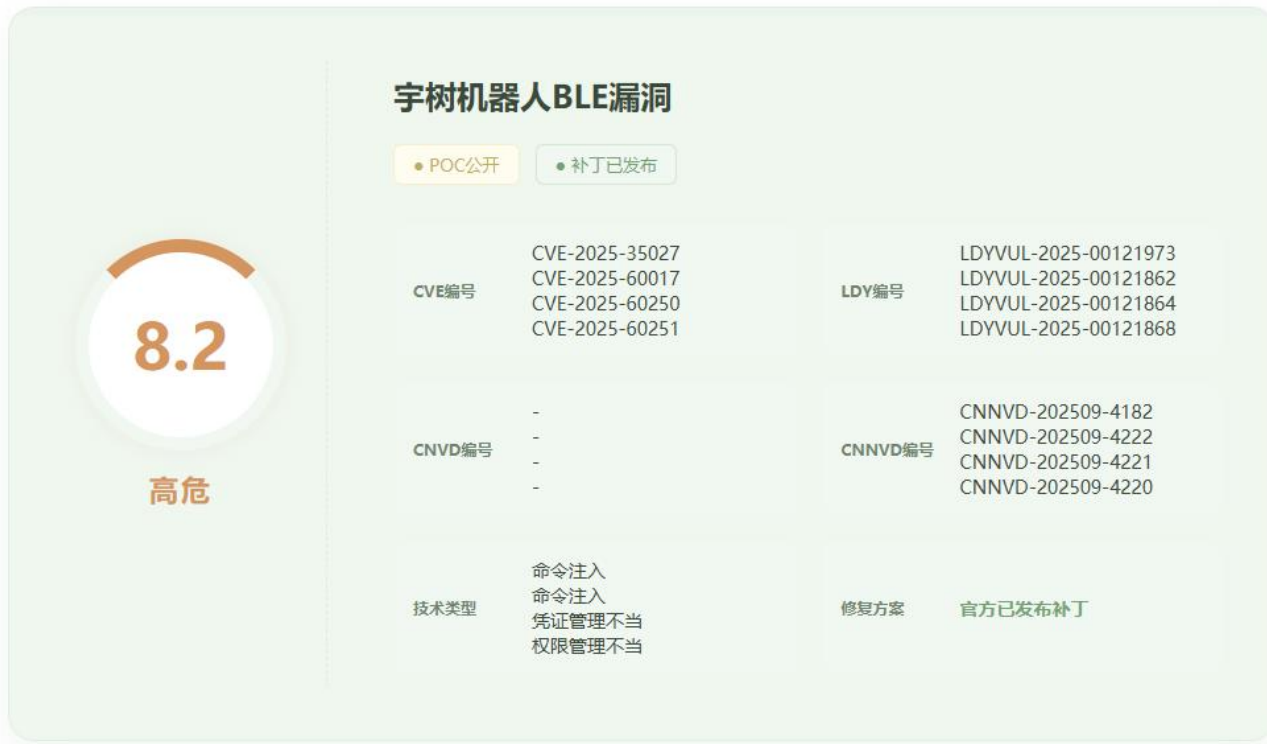 宇树机器人BLE漏洞
● POC公开
● 补丁已发布
8.2
高危
CVE编号
CVE-2025-35027
CVE-2025-60017
CVE-2025-60250
CVE-2025-60251
LDY编号
LDYVUL-2025-00121973
LDYVUL-2025-00121862
LDYVUL-2025-00121864
LDYVUL-2025-00121868
CNVD编号
-
-
-
-
CNNVD编号
CNNVD-202509-4182
CNNVD-202509-4222
CNNVD-202509-4221
CNNVD-202509-4220
技术类型
命令注入
命令注入
凭证管理不当
权限管理不当
修复方案
官方已发布补丁